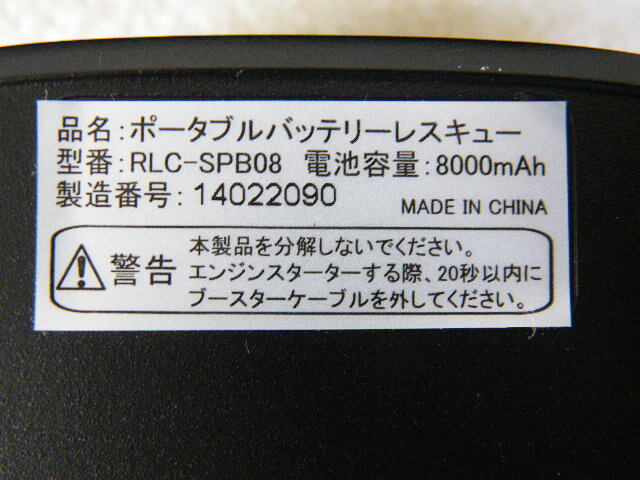 品名:ポータブルバッテリーレスキュー
型番:RLC-SPB08 電池容量:8000mAh
製造番号:14022090 MADE IN CHINA
警告
本製品を分解しないでください。
エンジンスターターする際、20秒以内に
ブースターケーブルを外してください。